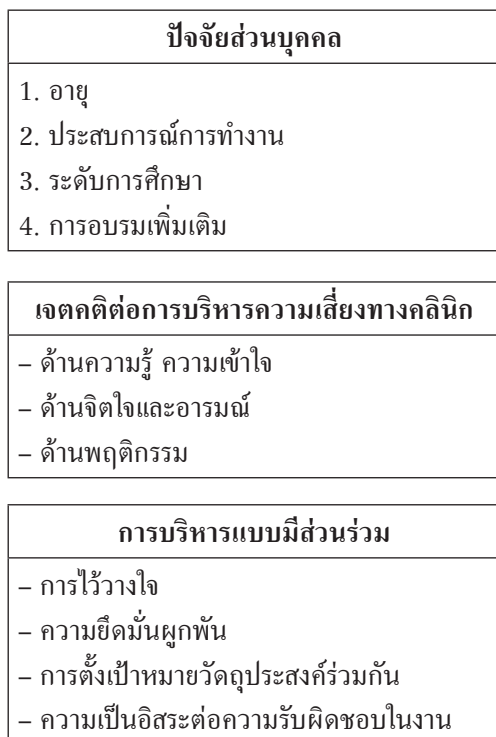 ปัจจัยส่วนบุคคล
1. อายุ
2. ประสบการณ์การทำงาน
3. ระดับการศึกษา
4. การอบรมเพิ่มเติม
เจตคติต่อการบริหารความเสี่ยงทางคลินิก
– ด้านความรู้ ความเข้าใจ
– ด้านจิตใจและอารมณ์
– ด้านพฤติกรรม
การบริหารแบบมีส่วนร่วม
– การไว้วางใจ
– ความยึดมั่นผูกพัน
– การตั้งเป้าหมายวัตถุประสงค์ร่วมกัน
– ความเป็นอิสระต่อความรับผิดชอบในงาน